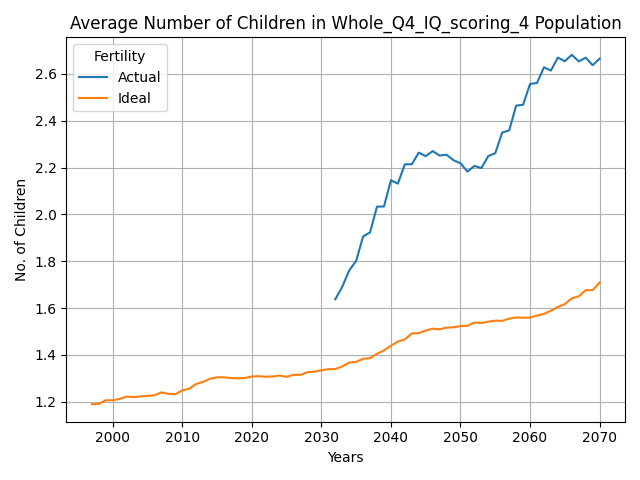 Average Number of Children in Whole_Q4_IQ_scoring_4 Population
Fertility
Actual
Ideal
No. of Children
2.6
2.4
2.2
2.0
1.8
1.6
1.4
1.2
2000 2010 2020 2030 2040 2050 2060 2070
Years